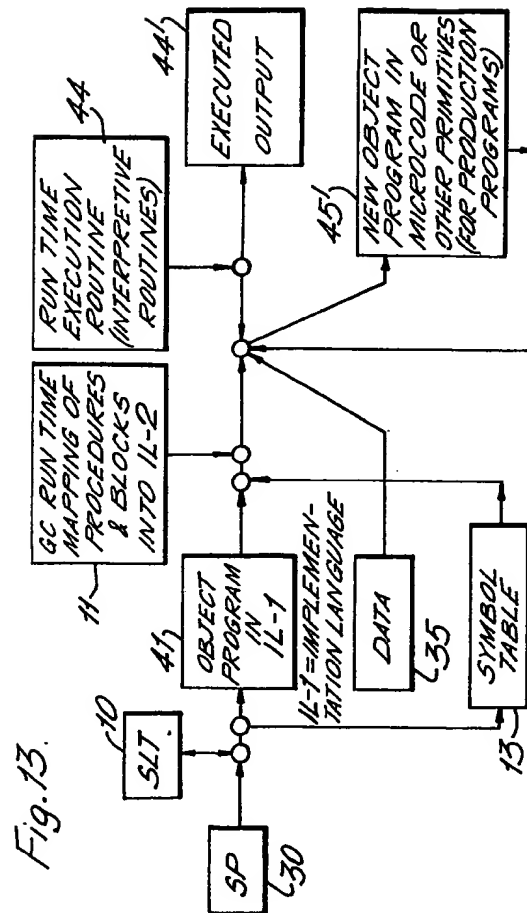 Fig. 13.
SP
30
SLT.
10
OBJECT
PROGRAM
IN
IL-1
41
IL-1 = IMPLEMEN-
TATION LANGUAGE
DATA
35
SYMBOL
TABLE
13
GC RUN TIME
MAPPING OF
PROCEDURES
& BLOCKS
INTO IL-2
11
RUN TIME
EXECUTION
ROUTINE
(INTERPRETIVE
ROUTINES)
44
EXECUTED
OUTPUT
44'
NEW OBJECT
PROGRAM IN
MICROCODE OR
OTHER PRIMITIVES
(FOR PRODUCTION
PROGRAMS)
45'